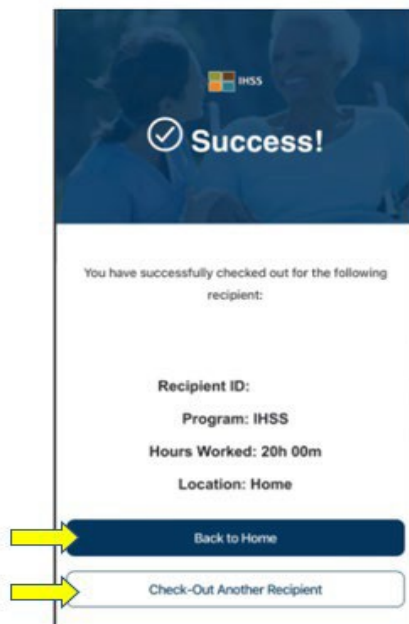 IHSS
Success!
You have successfully checked out for the following
recipient:
Recipient ID:
Program: IHSS
Hours Worked: 20h 00m
Location: Home
Back to Home
Check-Out Another Recipient